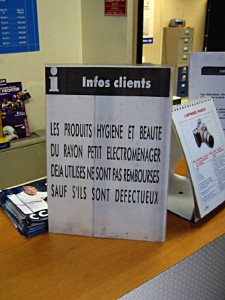 i Infos clients
LES PRODUITS HYGIENE ET BEAUTE
DU RAYON PETIT ELECTROMENAGER
DEJA UTILISES NE SONT PAS REMBOURSES
SAUF S'ILS SONT DEFECTUEUX